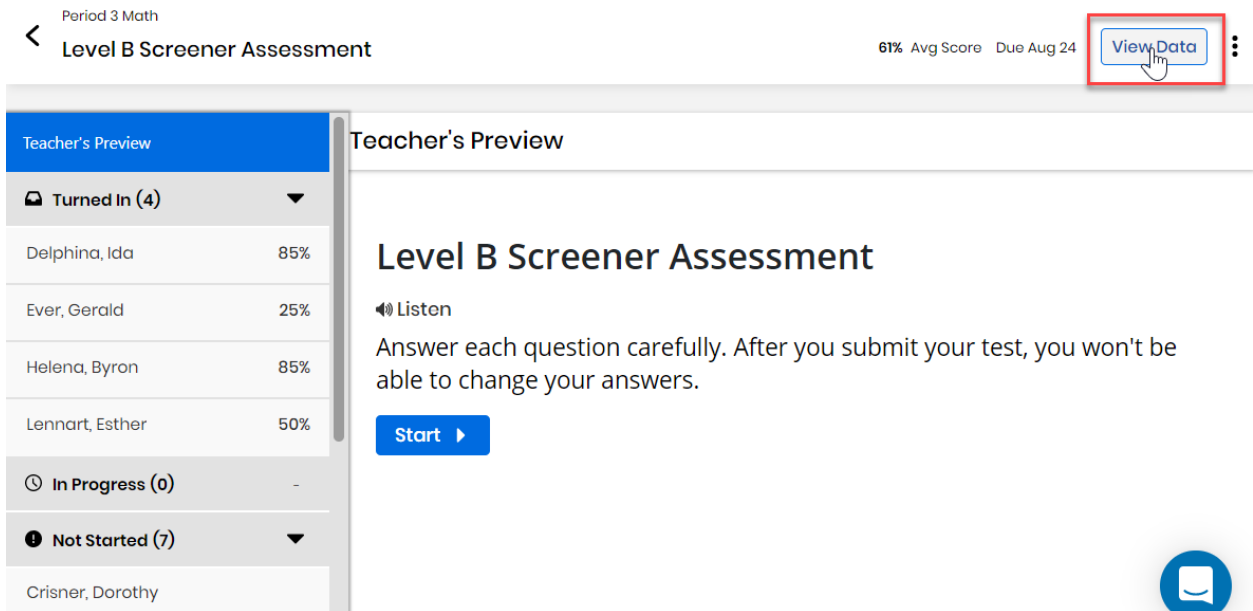 Period 3 Math
Level B Screener Assessment
61% Avg Score Due Aug 24 View Data
Teacher's Preview
Teacher's Preview
Turned In (4)
Delphina, Ida 85%
Ever, Gerald 25%
Helena, Byron 85%
Lennart, Esther 50%
In Progress (0) -
Not Started (7)
Crisner, Dorothy
Level B Screener Assessment
Listen
Answer each question carefully. After you submit your test, you won't be
able to change your answers.
Start